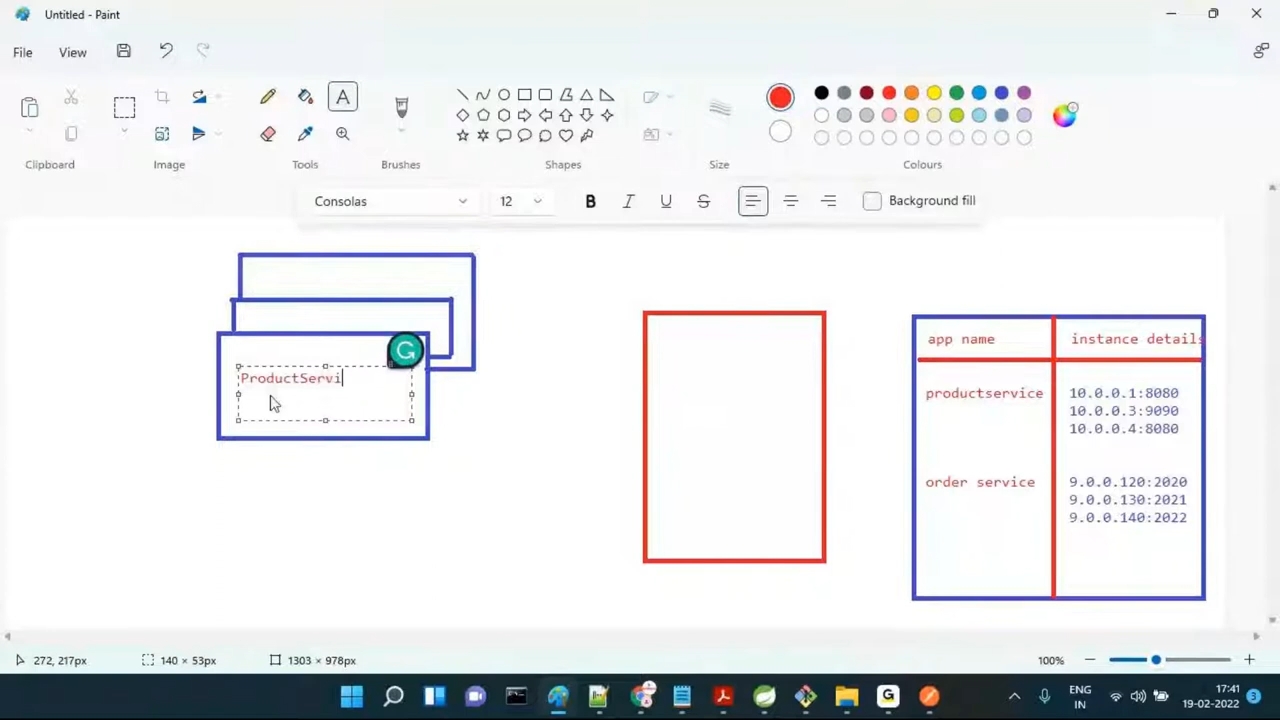 Untitled - Paint
File
View
A
Clipboard
Image
Tools
Brushes
Shapes
Size
Colours
Consolas
12
B
I
U
S
Background fill
ProductServi
G
app name
instance details
productservice
10.0.0.1:8080
10.0.0.3:9090
10.0.0.4:8080
order service
9.0.0.120:2020
9.0.0.130:2021
9.0.0.140:2022
272, 217px
140 × 53px
1303 × 978px
100%
G
ENG
IN
17:41
19-02-2022
3